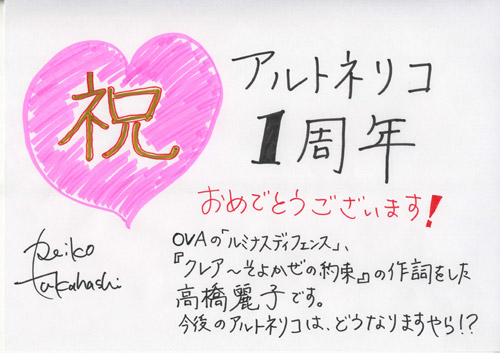 祝
アルトネリコ
1周年
おめでとうございます!
Reiko
Takahashi
OVAの「ルミナスディフェンス」、
『クレア〜そよかぜの約束』の作詞をした
高橋麗子です。
今後のアルトネリコは、どうなりますやら!?